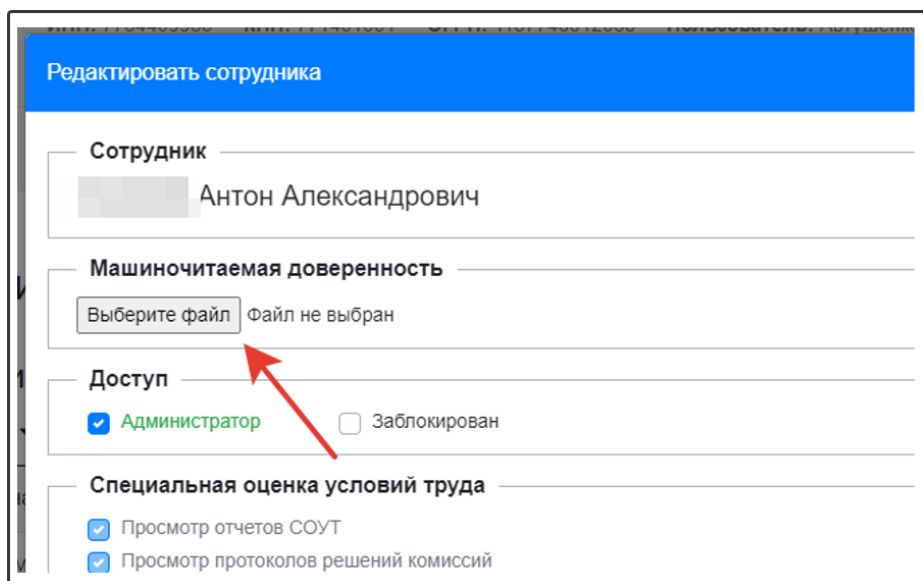 Редактировать сотрудника
Сотрудник
Антон Александрович
Машиночитаемая доверенность
Выберите файл Файл не выбран
Доступ
Администратор Заблокирован
Специальная оценка условий труда
Просмотр отчетов СОУТ
Просмотр протоколов решений комиссий